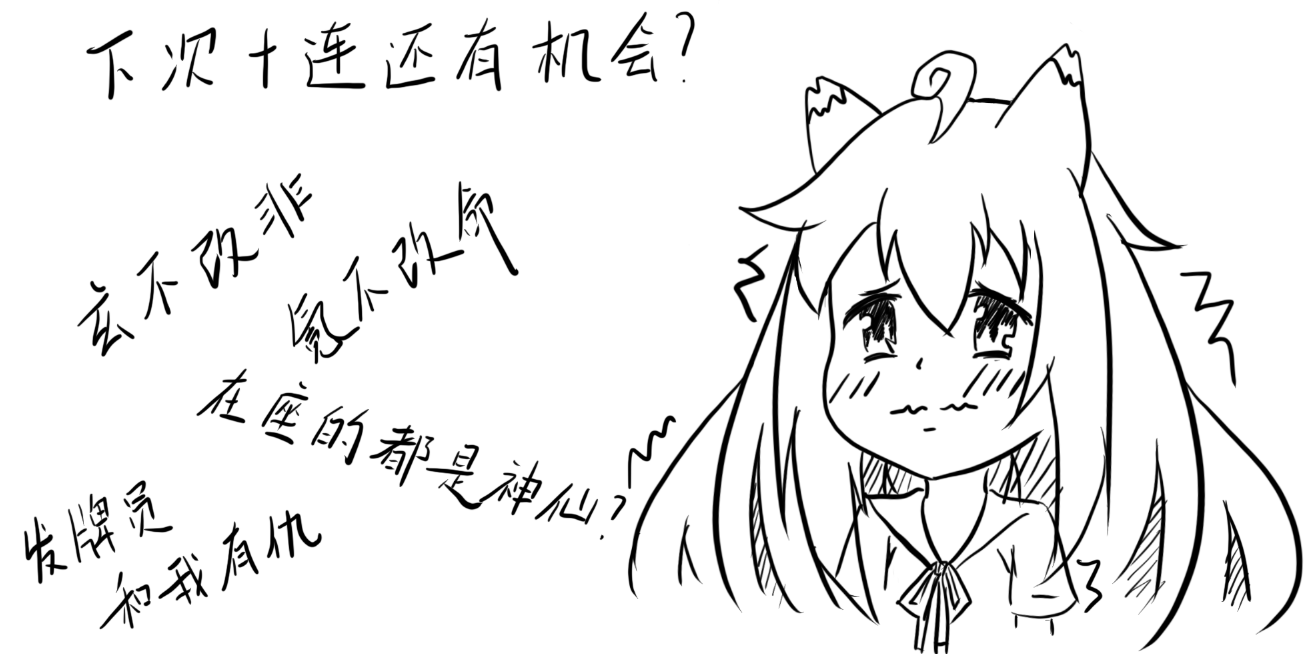 下次十连还有机会?
玄不改非
氪不改命
在座的都是神仙?
发牌员
和我有仇